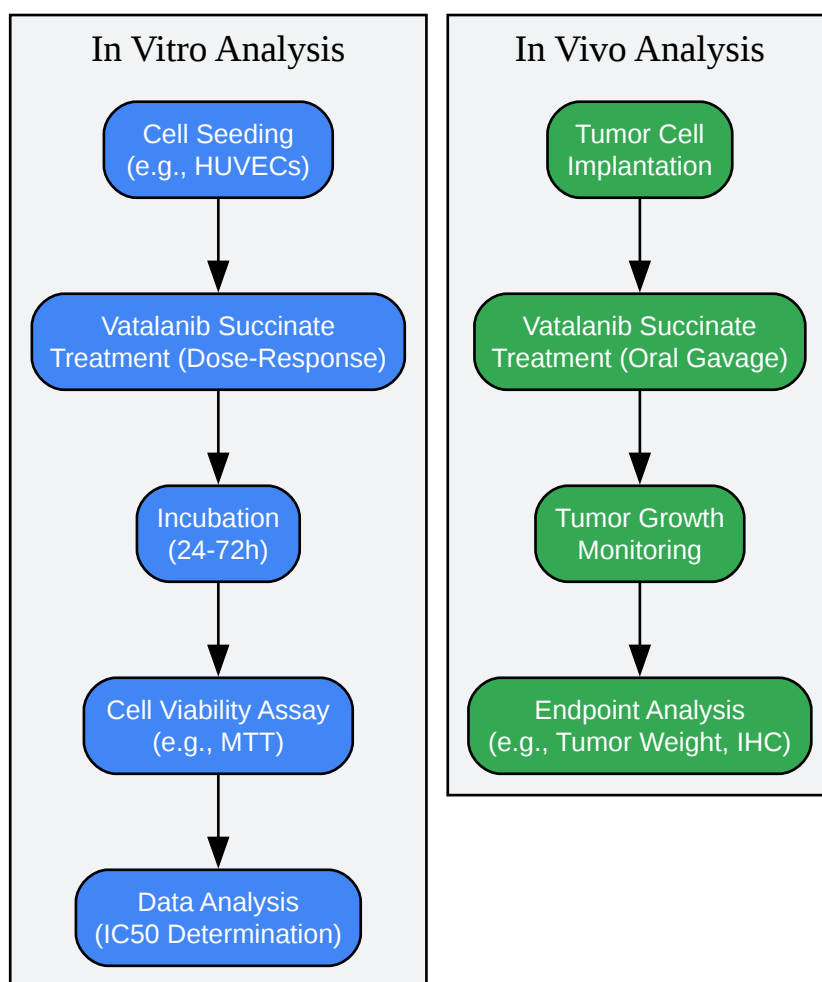 In Vitro Analysis
Cell Seeding
(e.g., HUVECs)
Vatalanib Succinate
Treatment (Dose-Response)
Incubation
(24-72h)
Cell Viability Assay
(e.g., MTT)
Data Analysis
(IC50 Determination)
In Vivo Analysis
Tumor Cell
Implantation
Vatalanib Succinate
Treatment (Oral Gavage)
Tumor Growth
Monitoring
Endpoint Analysis
(e.g., Tumor Weight, IHC)